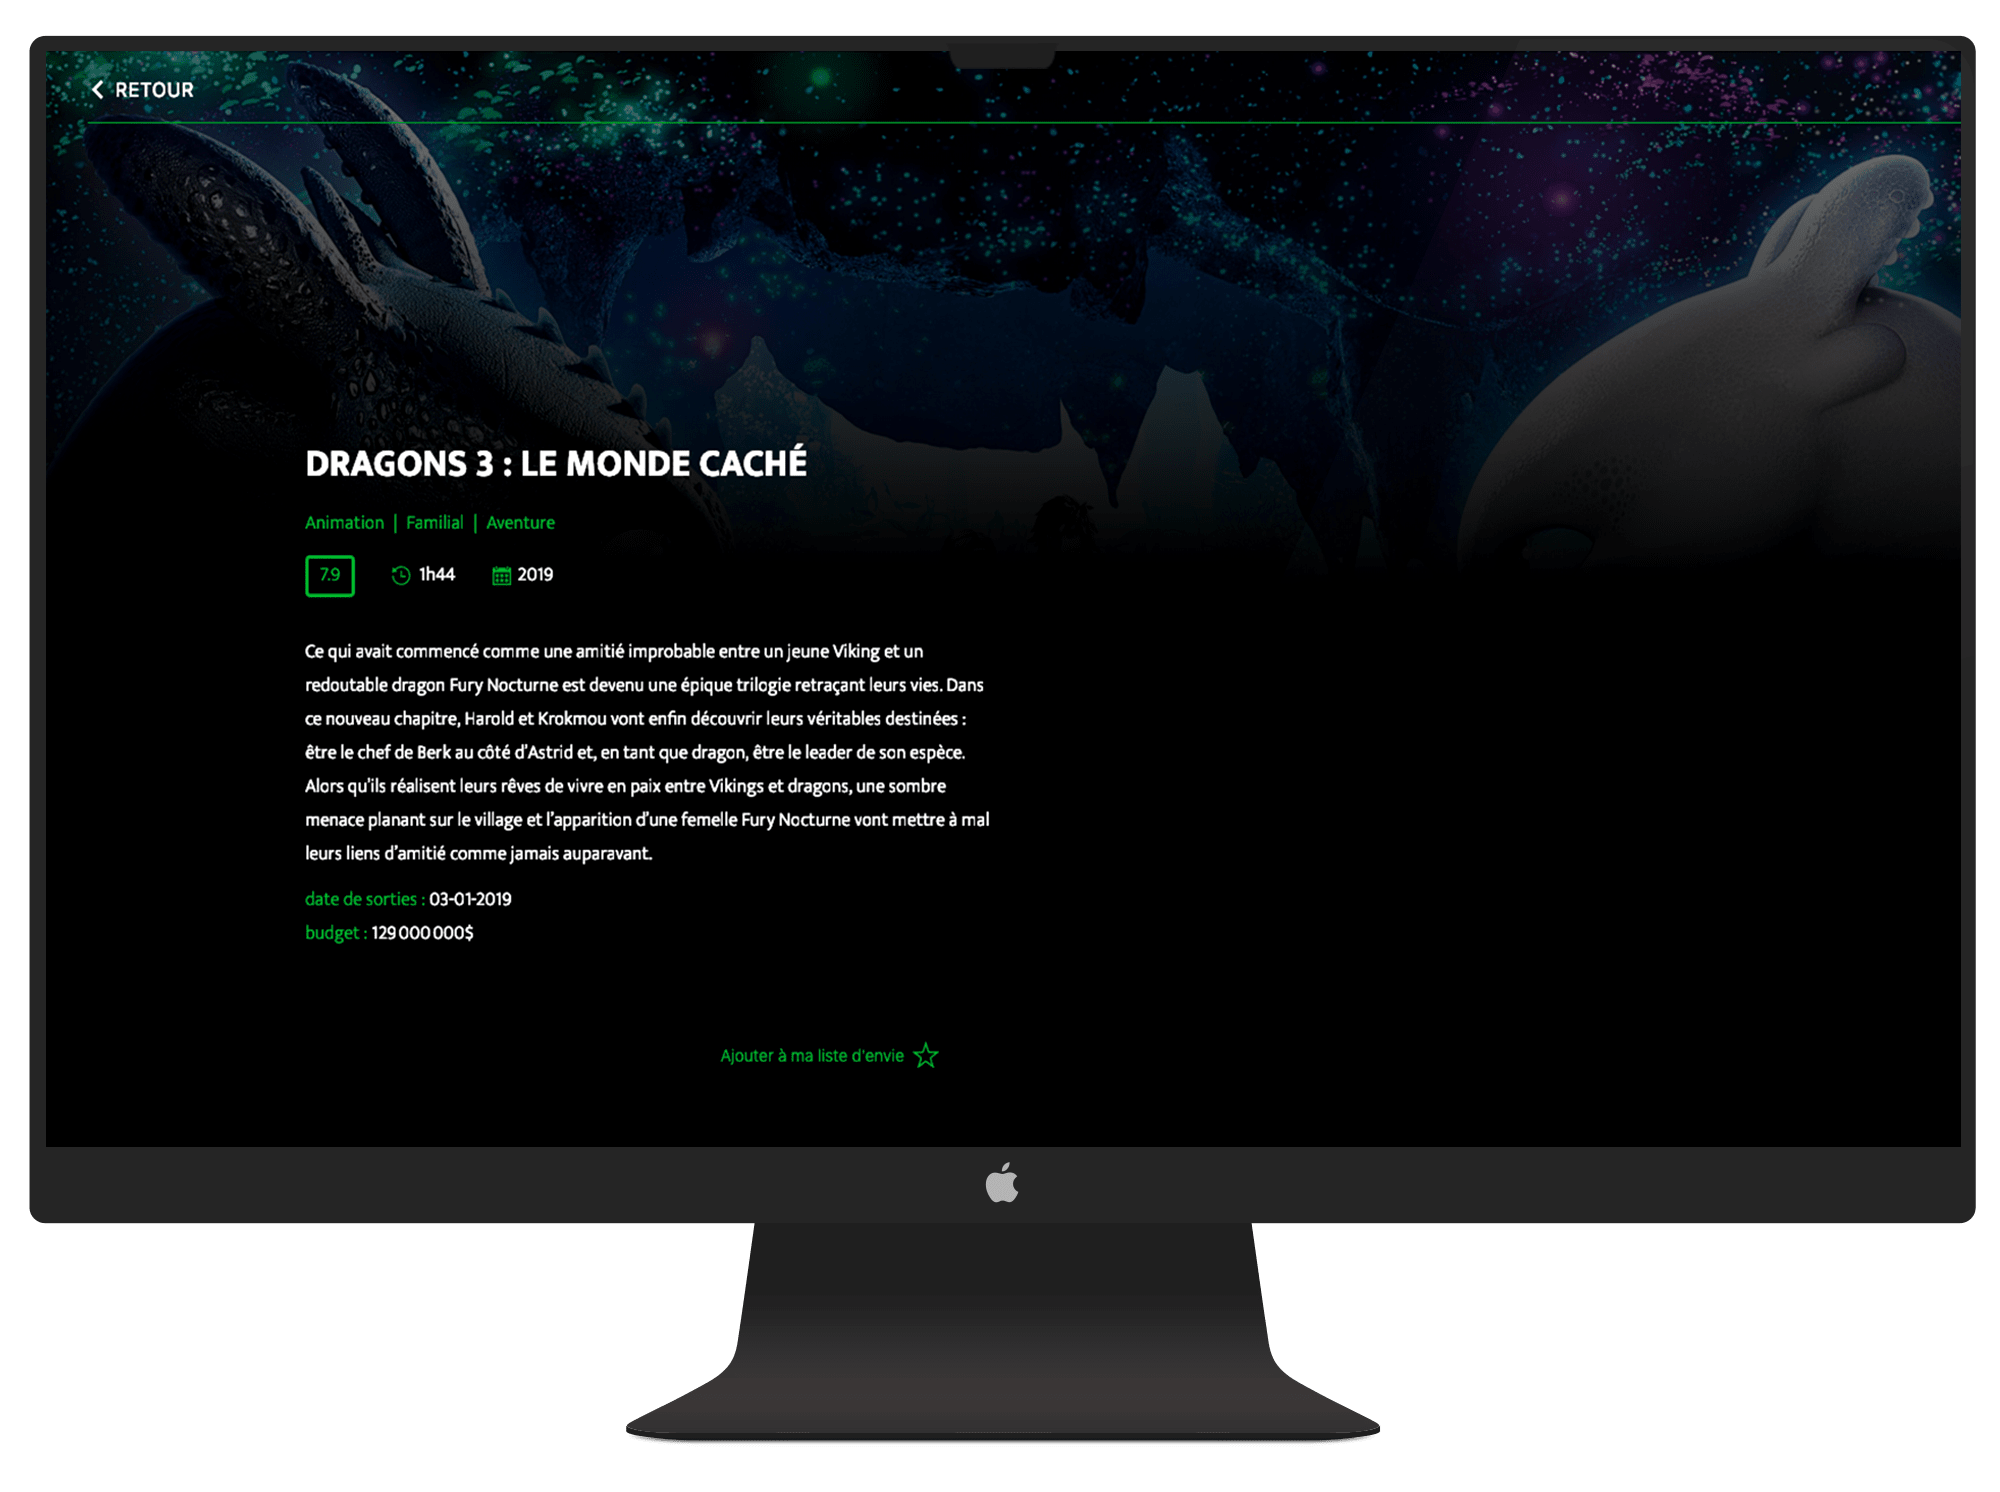 RETOUR
DRAGONS 3 : LE MONDE CACHÉ
Animation | Familial | Aventure
7.9 1h44 2019
Ce qui avait commencé comme une amitié improbable entre un jeune Viking et un
redoutable dragon Fury Nocturne est devenu une épique trilogie retraçant leurs vies. Dans
ce nouveau chapitre, Harold et Krokmou vont enfin découvrir leurs véritables destinées :
être le chef de Berk au côté d'Astrid et, en tant que dragon, être le leader de son espèce.
Alors qu'ils réalisent leurs rêves de vivre en paix entre Vikings et dragons, une sombre
menace planant sur le village et l'apparition d'une femelle Fury Nocturne vont mettre à mal
leurs liens d'amitié comme jamais auparavant.
date de sorties : 03-01-2019
budget : 129 000 000$
Ajouter à ma liste d'envie